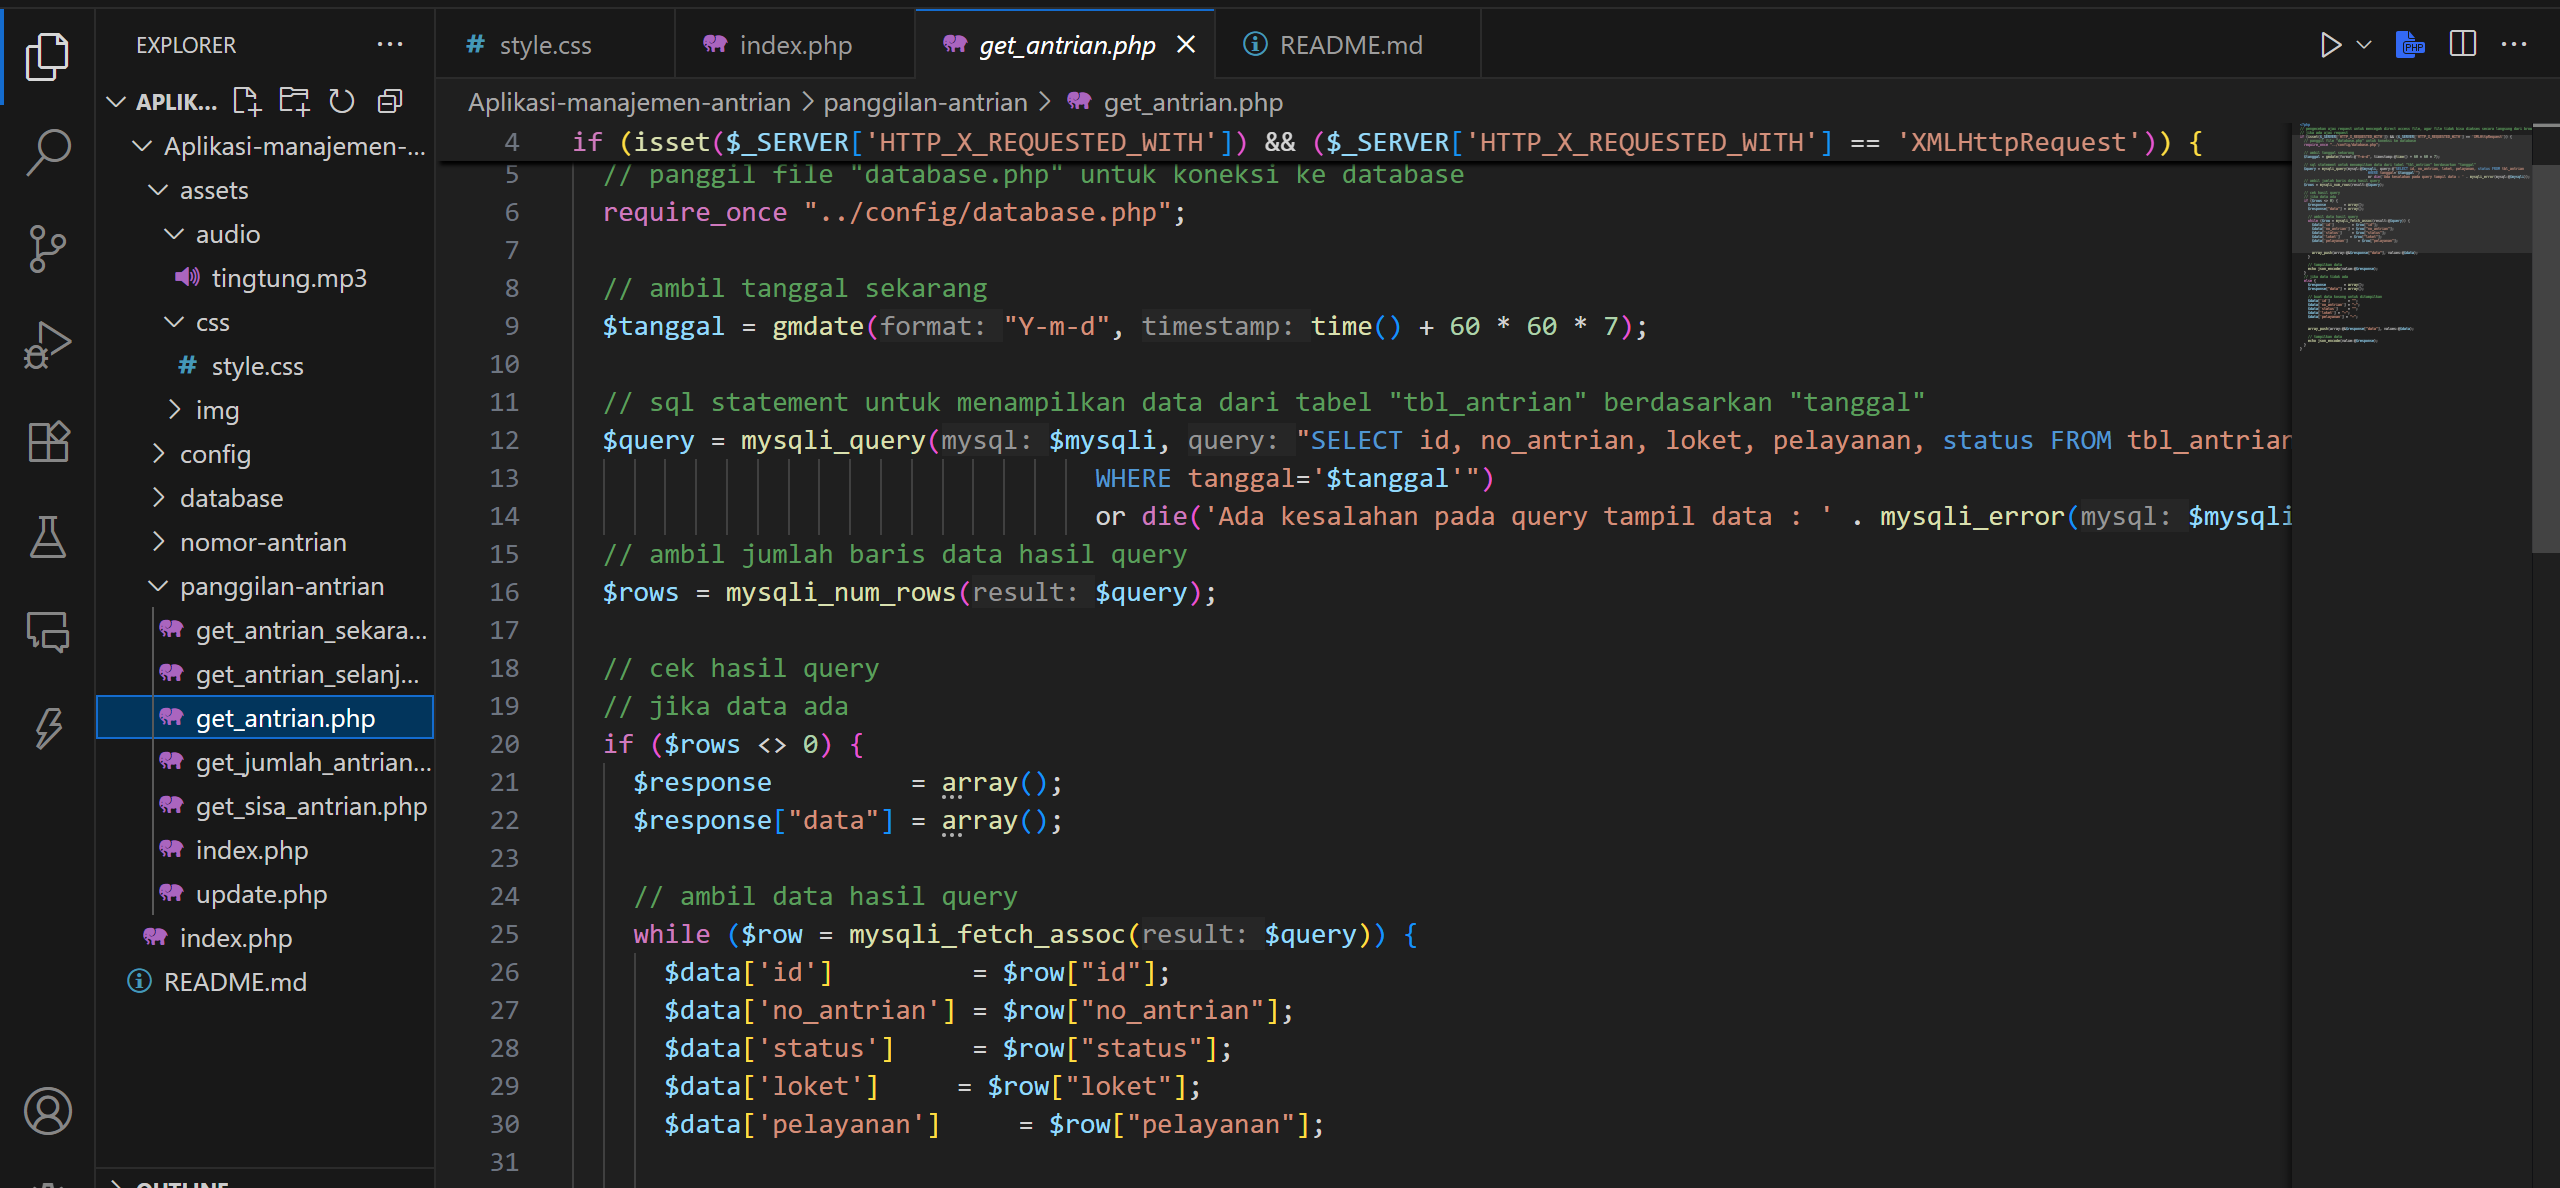 EXPLORER
style.css
index.php
get_antrian.php
README.md
APLIK...
Aplikasi-manajemen-...
assets
audio
tingtung.mp3
css
style.css
img
config
database
nomor-antrian
panggilan-antrian
get_antrian_sekara...
get_antrian_selanj...
get_antrian.php
get_jumlah_antrian...
get_sisa_antrian.php
index.php
update.php
index.php
README.md
OUTLINE
Aplikasi-manajemen-antrian > panggilan-antrian > get_antrian.php
4 if (isset($_SERVER['HTTP_X_REQUESTED_WITH']) && ($_SERVER['HTTP_X_REQUESTED_WITH'] == 'XMLHttpRequest')) {
5 // panggil file "database.php" untuk koneksi ke database
6 require_once "../config/database.php";
7
8 // ambil tanggal sekarang
9 $tanggal = gmdate(format: "Y-m-d", timestamp: time() + 60 * 60 * 7);
10
11 // sql statement untuk menampilkan data dari tabel "tbl_antrian" berdasarkan "tanggal"
12 $query = mysqli_query(mysql: $mysqli, query: "SELECT id, no_antrian, loket, pelayanan, status FROM tbl_antrian
13 WHERE tanggal='$tanggal'")
14 or die('Ada kesalahan pada query tampil data : ' . mysqli_error(mysql: $mysqli
15 // ambil jumlah baris data hasil query
16 $rows = mysqli_num_rows(result: $query);
17
18 // cek hasil query
19 // jika data ada
20 if ($rows <> 0) {
21 $response = array();
22 $response["data"] = array();
23
24 // ambil data hasil query
25 while ($row = mysqli_fetch_assoc(result: $query)) {
26 $data['id'] = $row["id"];
27 $data['no_antrian'] = $row["no_antrian"];
28 $data['status'] = $row["status"];
29 $data['loket'] = $row["loket"];
30 $data['pelayanan'] = $row["pelayanan"];
31